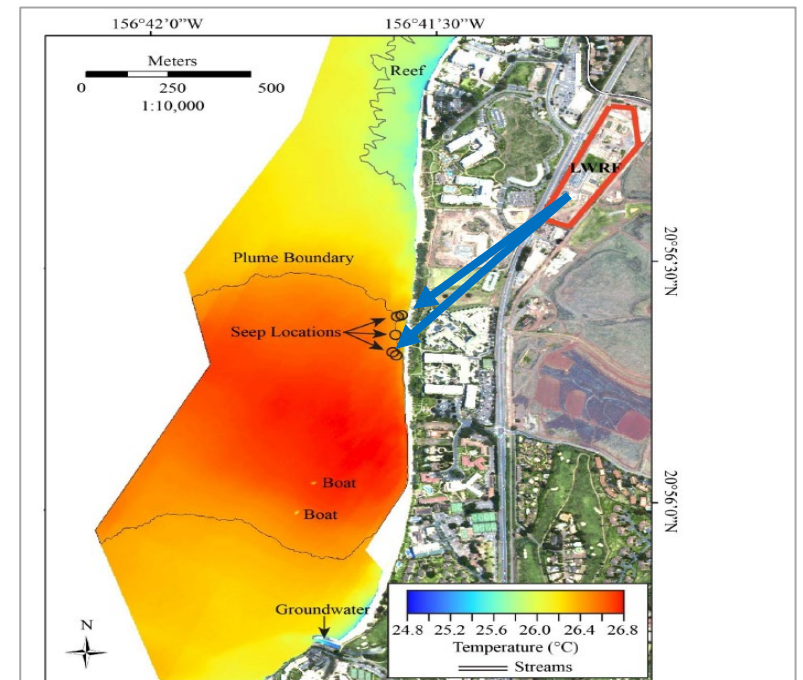 156°42'0"W
156°41'30"W
Meters
0 250 500
1:10,000
Reef
LWRF
Plume Boundary
20°56'30"N
Seep Locations
Boat
20°56'0"N
Boat
Groundwater
N
24.8 25.2 25.6 26.0 26.4 26.8
Temperature (°C)
Streams